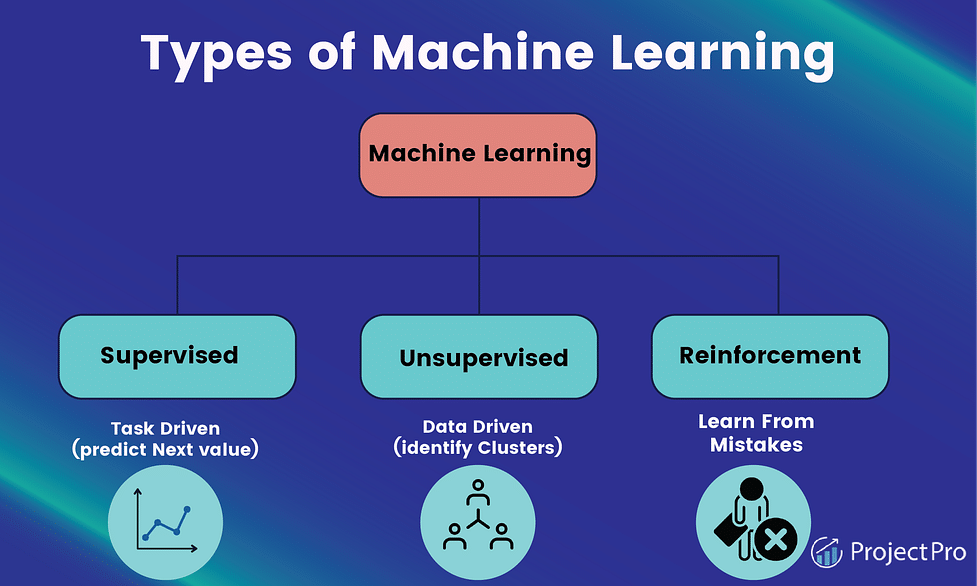 Types of Machine Learning
Machine Learning
Supervised
Unsupervised
Reinforcement
Task Driven
(predict Next value)
Data Driven
(identify Clusters)
Learn From
Mistakes
ProjectPro